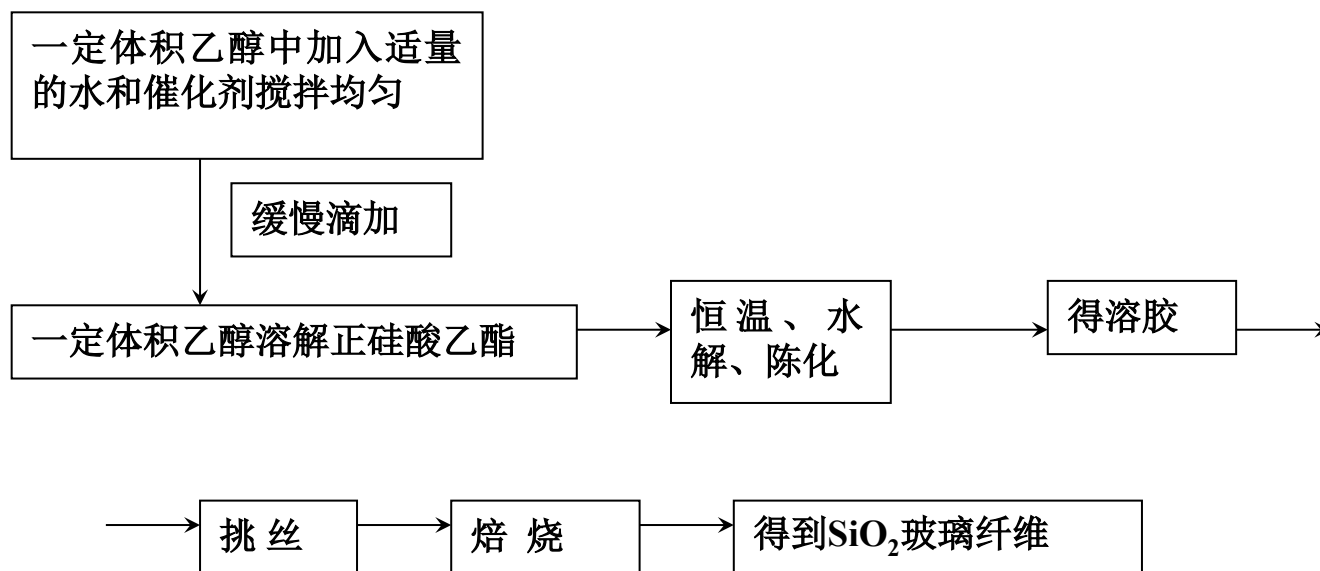 一定体积乙醇中加入适量
的水和催化剂搅拌均匀
缓慢滴加
一定体积乙醇溶解正硅酸乙酯
恒温、水
解、陈化
得溶胶
挑丝
焙烧
得到SiO₂玻璃纤维